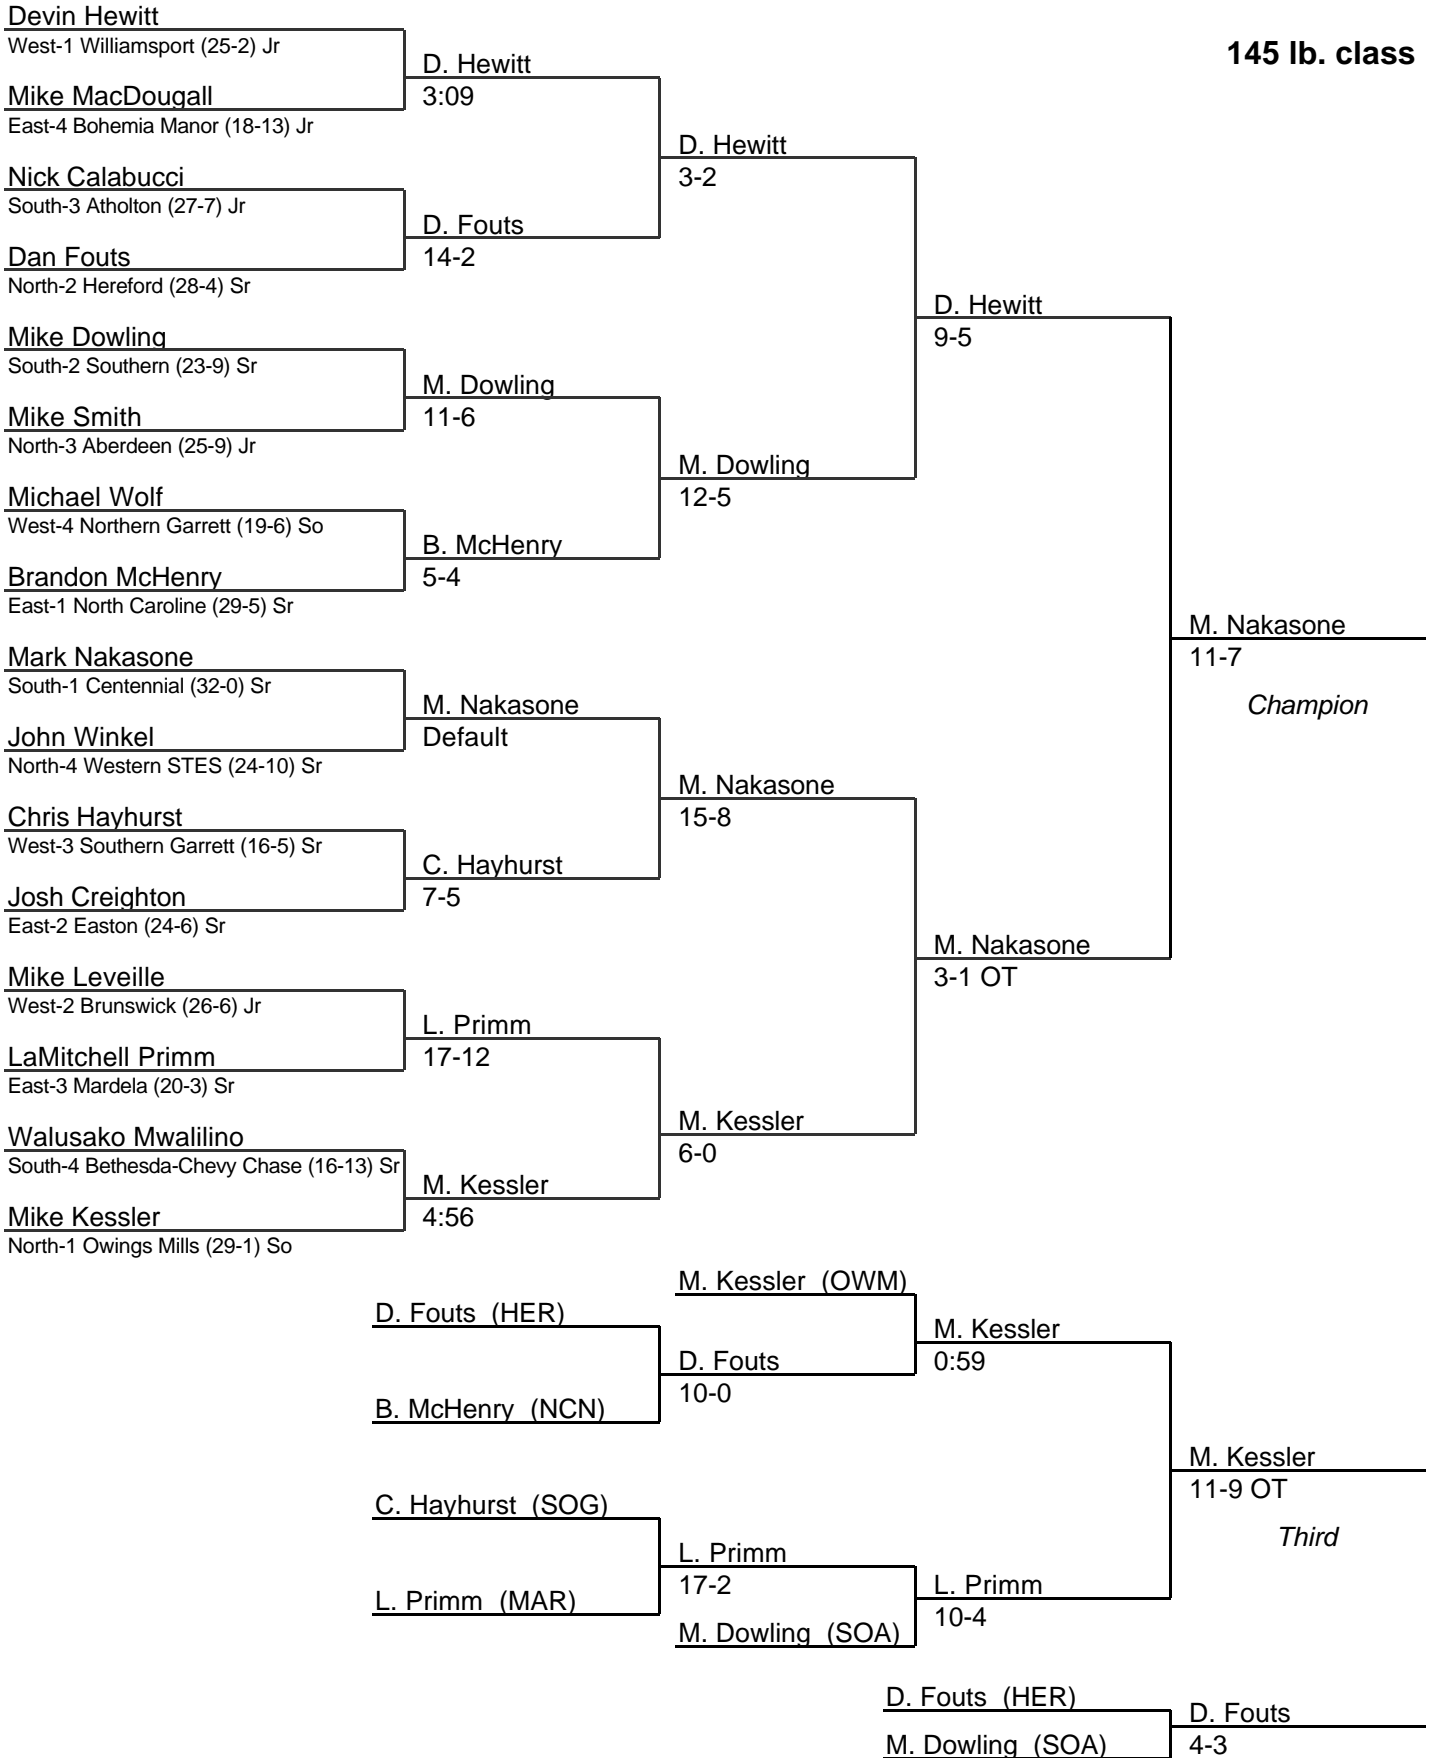 Devin Hewitt
West-1 Williamsport (25-2) Jr
145 lb. class
D. Hewitt
Mike MacDougall
3:09
East-4 Bohemia Manor (18-13) Jr
D. Hewitt
Nick Calabucci
3-2
South-3 Atholton (27-7) Jr
D. Fouts
Dan Fouts
14-2
North-2 Hereford (28-4) Sr
D. Hewitt
Mike Dowling
9-5
South-2 Southern (23-9) Sr
M. Dowling
Mike Smith
11-6
North-3 Aberdeen (25-9) Jr
M. Dowling
Michael Wolf
12-5
West-4 Northern Garrett (19-6) So
B. McHenry
Brandon McHenry
5-4
East-1 North Caroline (29-5) Sr
M. Nakasone
Mark Nakasone
11-7
South-1 Centennial (32-0) Sr
M. Nakasone
Champion
John Winkel
Default
North-4 Western STES (24-10) Sr
M. Nakasone
Chris Hayhurst
15-8
West-3 Southern Garrett (16-5) Sr
C. Hayhurst
Josh Creighton
7-5
East-2 Easton (24-6) Sr
M. Nakasone
Mike Leveille
3-1 OT
West-2 Brunswick (26-6) Jr
L. Primm
LaMitchell Primm
17-12
East-3 Mardela (20-3) Sr
M. Kessler
Walusako Mwalilino
6-0
South-4 Bethesda-Chevy Chase (16-13) Sr
M. Kessler
Mike Kessler
4:56
North-1 Owings Mills (29-1) So
M. Kessler (OWM)
D. Fouts (HER)
M. Kessler
D. Fouts
0:59
10-0
B. McHenry (NCN)
M. Kessler
11-9 OT
C. Hayhurst (SOG)
Third
L. Primm
17-2
L. Primm
L. Primm (MAR)
10-4
M. Dowling (SOA)
D. Fouts (HER)
D. Fouts
M. Dowling (SOA)
4-3